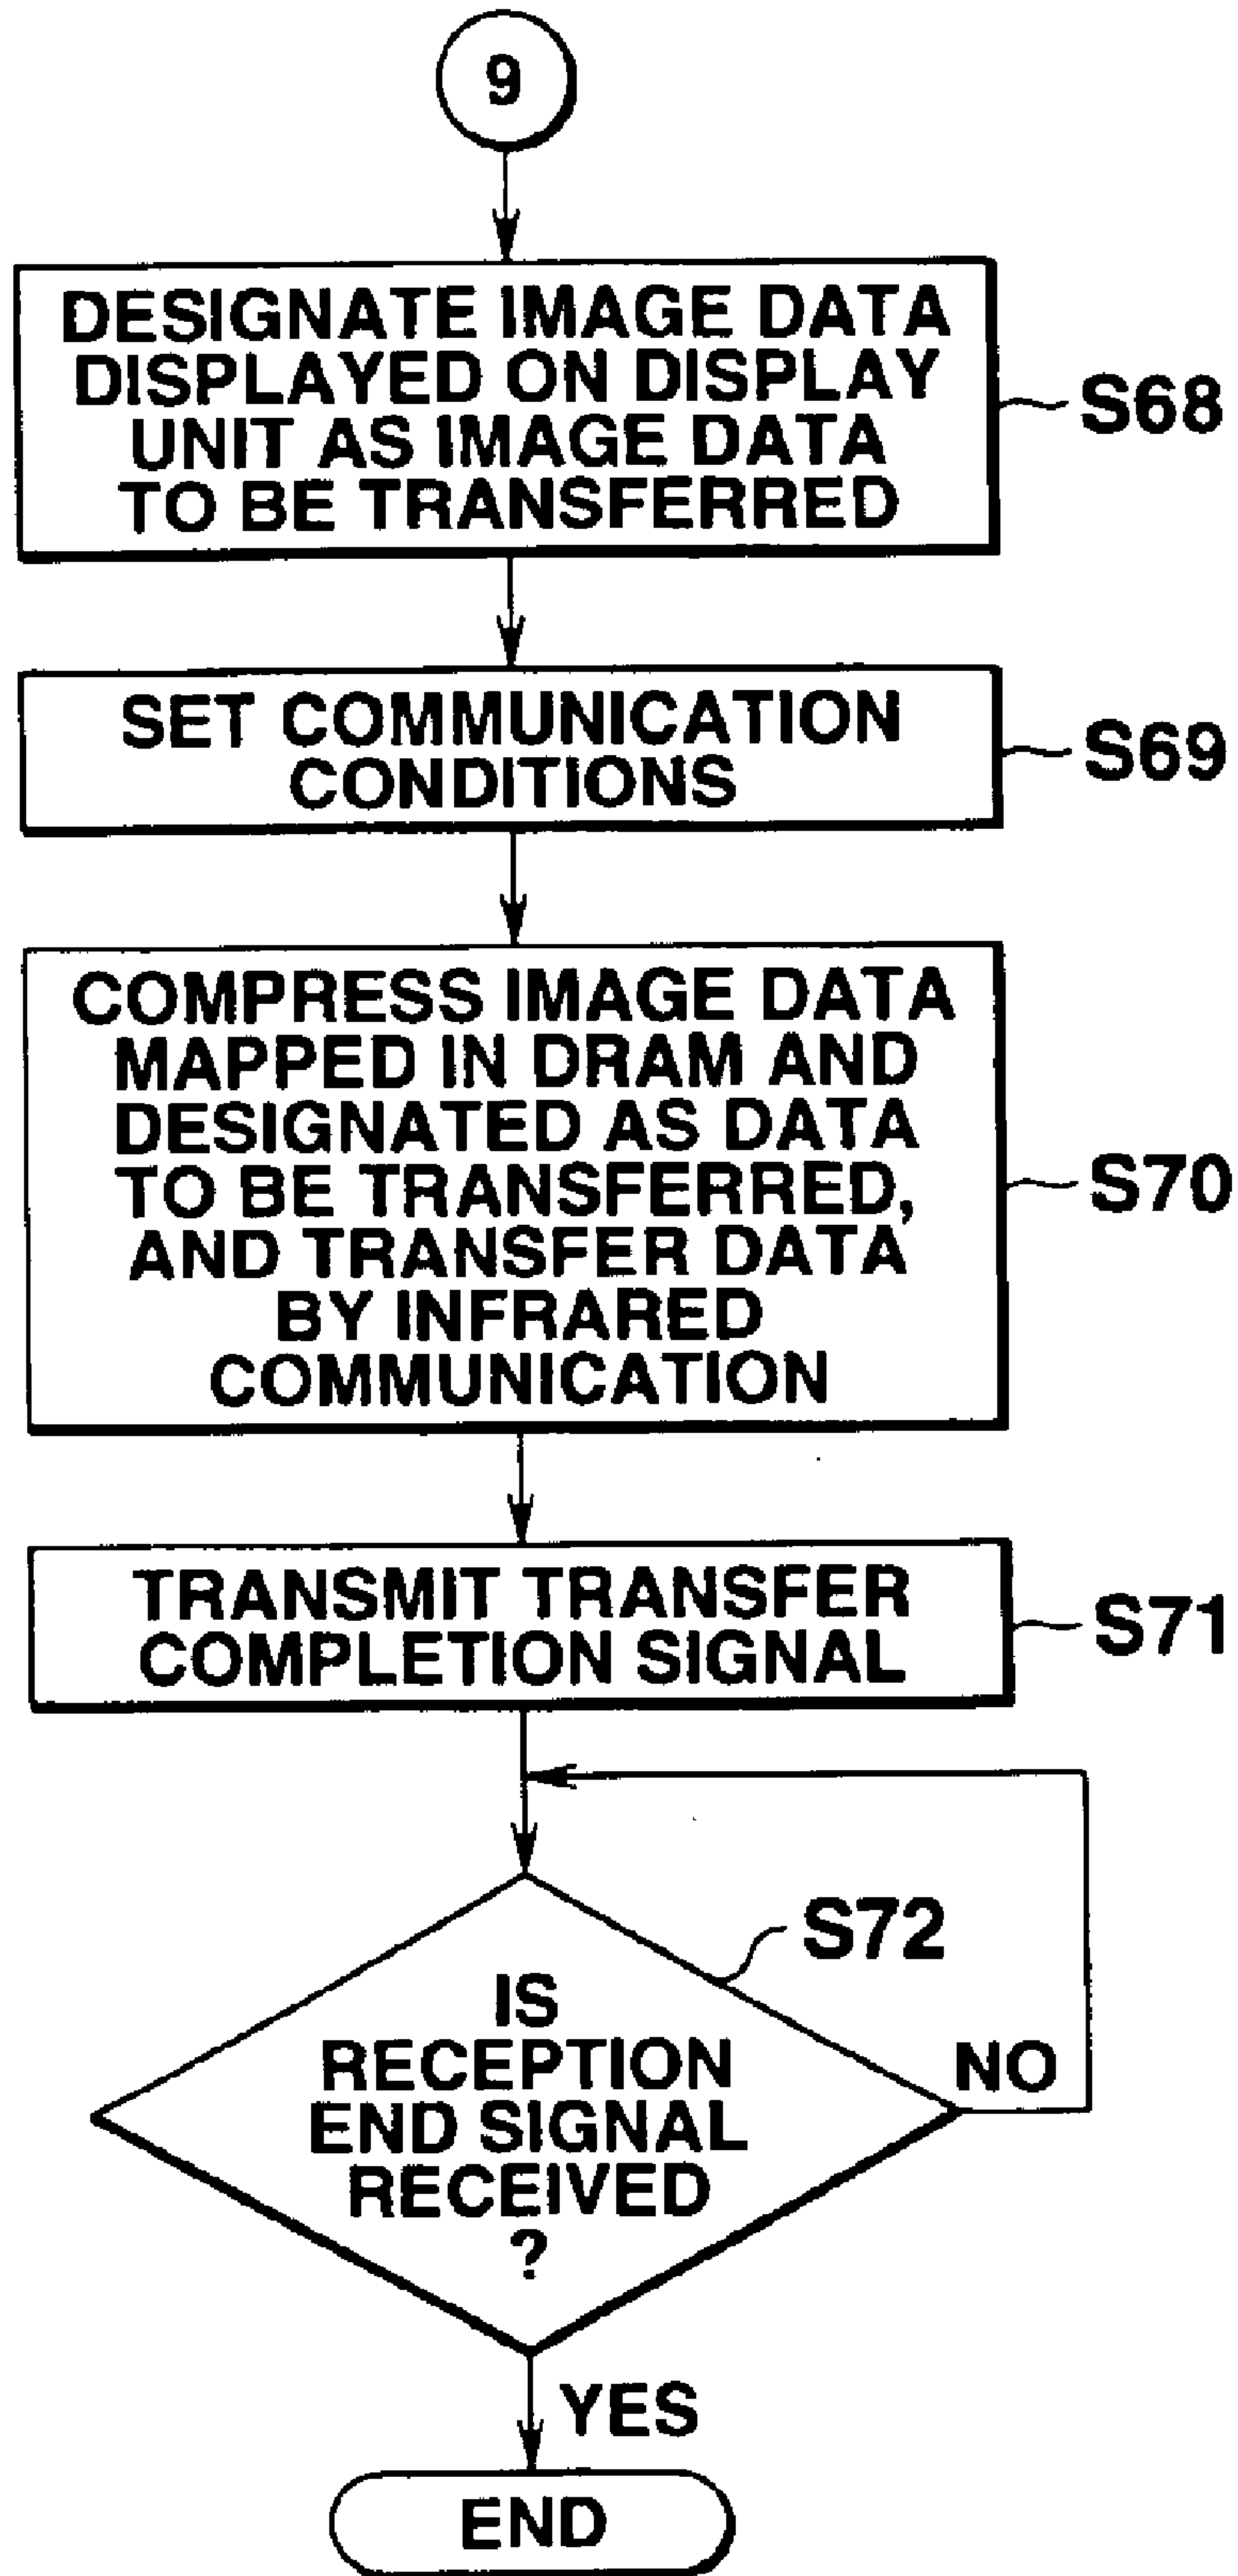 9
DESIGNATE IMAGE DATA
DISPLAYED ON DISPLAY
UNIT AS IMAGE DATA
TO BE TRANSFERRED
S68
SET COMMUNICATION
CONDITIONS
S69
COMPRESS IMAGE DATA
MAPPED IN DRAM AND
DESIGNATED AS DATA
TO BE TRANSFERRED,
AND TRANSFER DATA
BY INFRARED
COMMUNICATION
S70
TRANSMIT TRANSFER
COMPLETION SIGNAL
S71
S72
IS
RECEPTION
END SIGNAL
RECEIVED
?
NO
YES
END